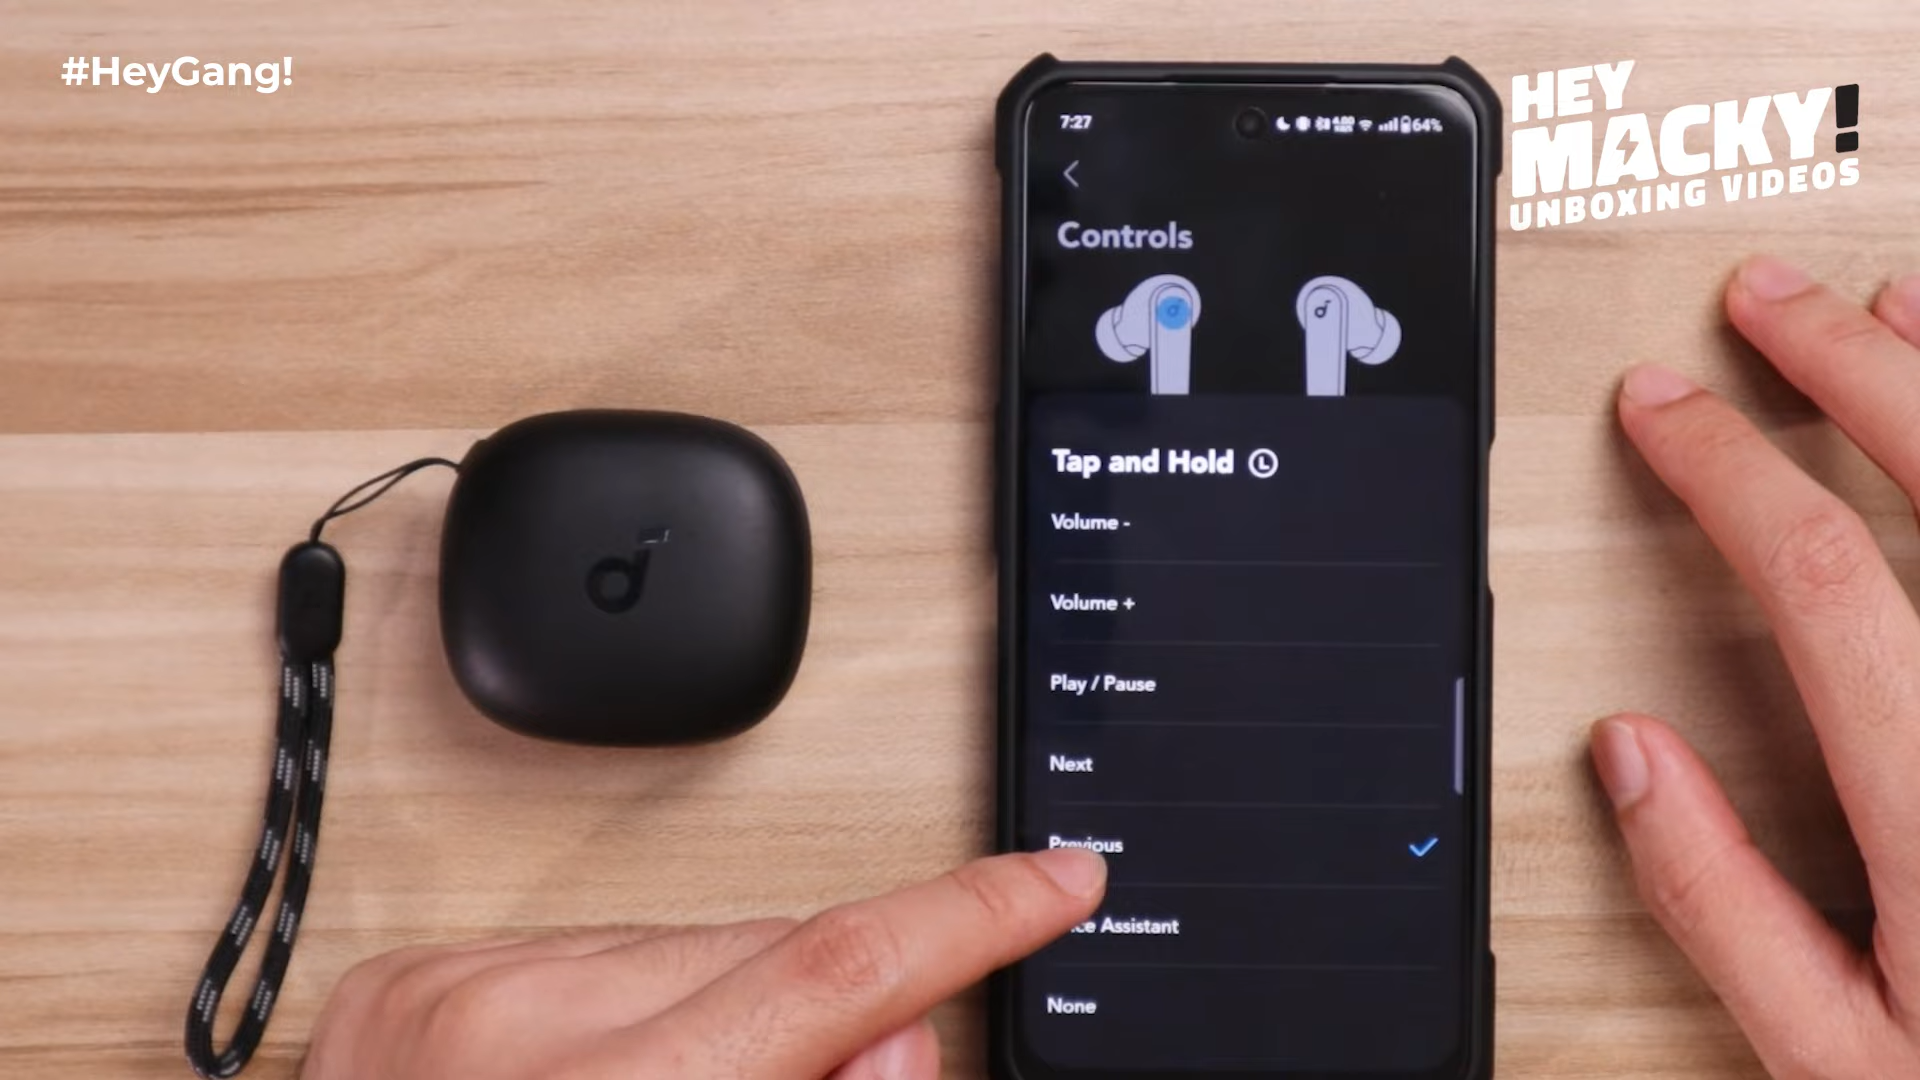 #HeyGang!
HEY
MACKY!
UNBOXING VIDEOS
7:27
64%
Controls
Tap and Hold L
Volume -
Volume +
Play / Pause
Next
Previous
Assistant
None